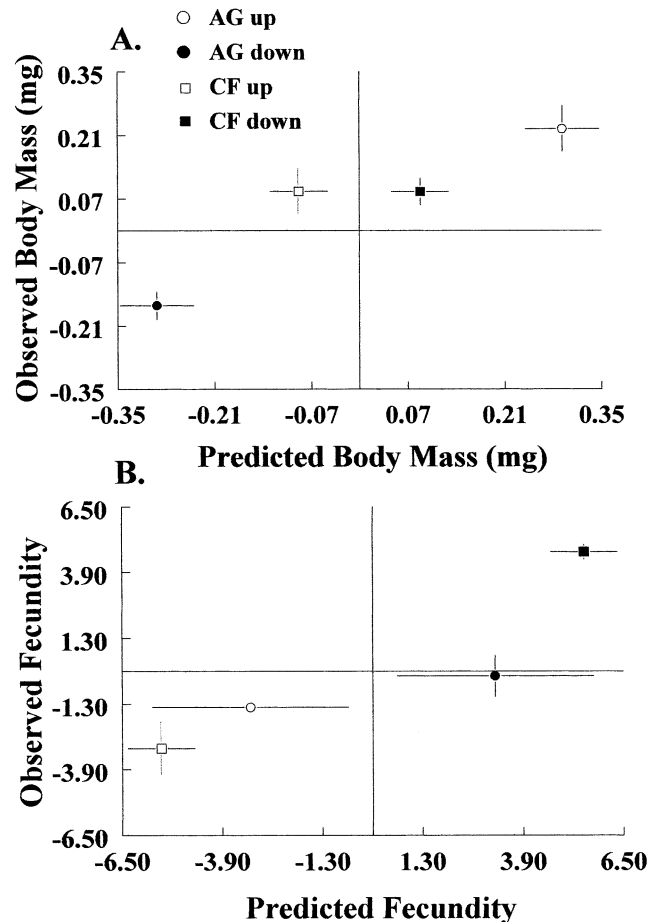 A.
AG up
AG down
CF up
CF down
Observed Body Mass (mg)
0.35
0.21
0.07
-0.07
-0.21
-0.35
-0.35 -0.21 -0.07 0.07 0.21 0.35
Predicted Body Mass (mg)
B.
Observed Fecundity
6.50
3.90
1.30
-1.30
-3.90
-6.50
-6.50 -3.90 -1.30 1.30 3.90 6.50
Predicted Fecundity